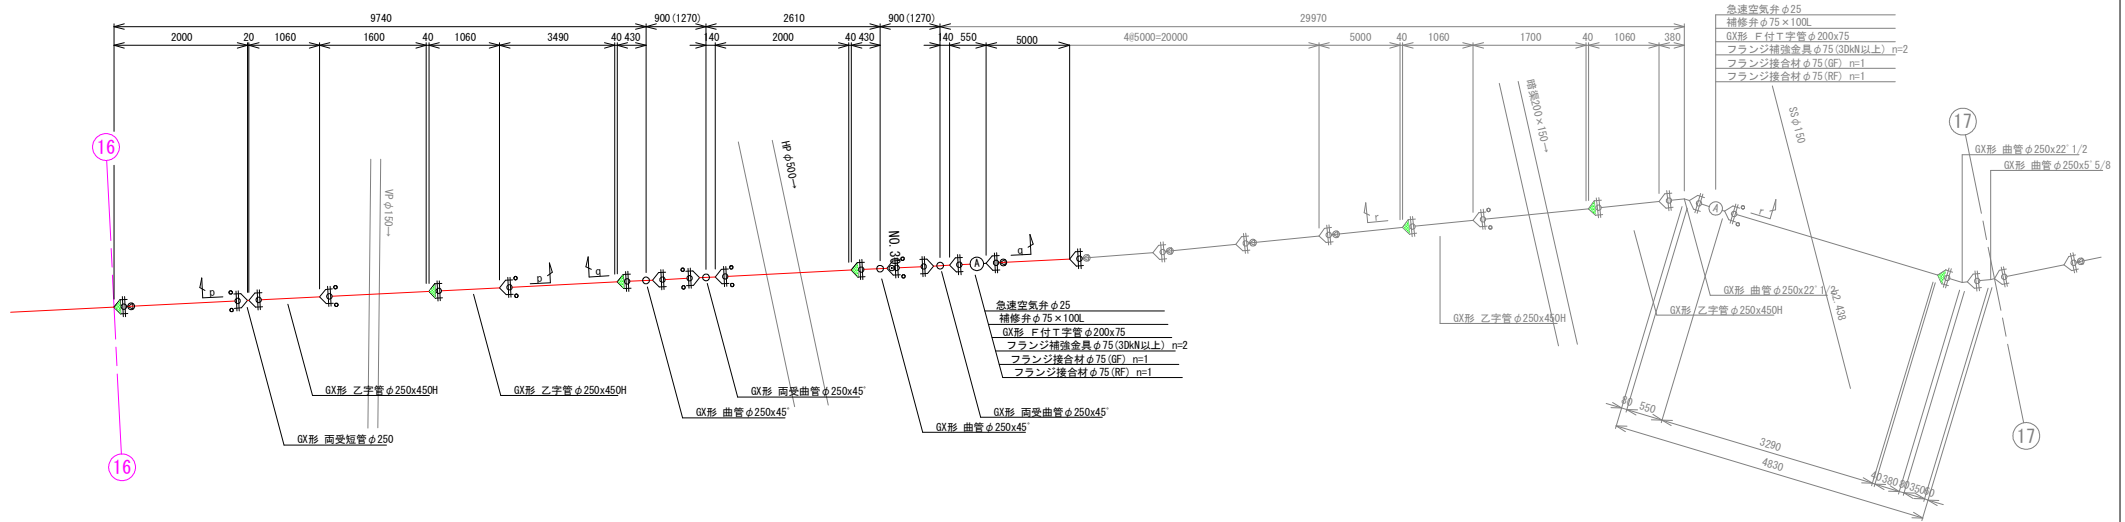 9740
900(1270)
2610
900(1270)
29970
2000
20
1060
1600
40
1060
3490
40
430
140
2000
40
430
140
550
5000
4@5000=20000
5000
40
1060
1700
40
1060
380
急速空気弁φ25
補修弁φ75×100L
GX形 F付T字管φ200x75
フランジ補強金具φ75(3DkN以上) n=2
フランジ接合材φ75(GF) n=1
フランジ接合材φ75(RF) n=1
16
VPφ150→
HPφ500→
暗渠200×150→
SSφ150
17
GX形 曲管φ250x22°1/2
GX形 曲管φ250x5°5/8
p
p
q
q
r
r
A
A
急速空気弁φ25
補修弁φ75×100L
GX形 F付T字管φ200x75
フランジ補強金具φ75(3DkN以上) n=2
フランジ接合材φ75(GF) n=1
フランジ接合材φ75(RF) n=1
GX形 曲管φ250x22°1/2
GX形 乙字管φ250x450H
GX形 乙字管φ250x450H
GX形 乙字管φ250x450H
GX形 乙字管φ250x450H
GX形 両受曲管φ250x45°
GX形 曲管φ250x45°
GX形 両受曲管φ250x45°
GX形 曲管φ250x45°
GX形 両受短管φ250
16
17
80
550
3290
4830
380